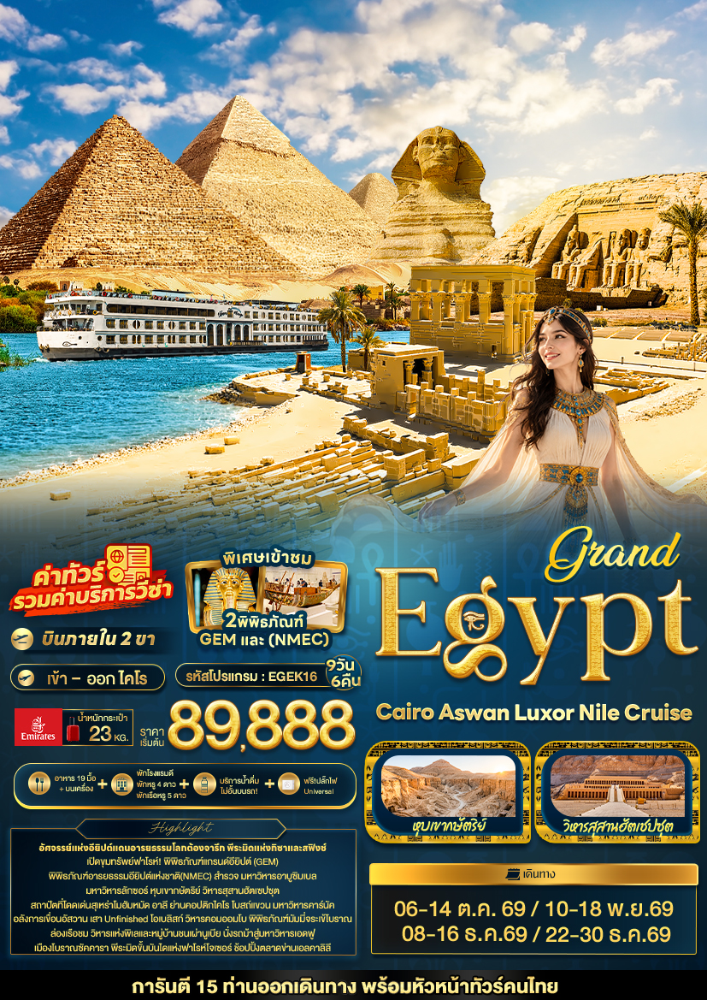 ค่าทัวร์
รวมค่าบริการวีซ่า
พิเศษเข้าชม
2พิพิธภัณฑ์
GEM และ (NMEC)
บินภายใน 2 ขา
เข้า - ออก ไคโร
รหัสโปรแกรม : EGEK16
9วัน
6คืน
Grand
Egypt
Cairo Aswan Luxor Nile Cruise
Emirates
น้ำหนักกระเป๋า
23 KG.
ราคา
เริ่มต้น
89,888
อาหาร 19 มื้อ
+ บนเครื่อง
+
พักโรงแรมดี
พักหรู 4 ดาว
พักเรือหรู 5 ดาว
+
บริการน้ำดื่ม
ไม่อั้นบนรถ!
+
ฟรี!ปลั๊กไฟ
Universal
หุบเขากษัตริย์
วิหารสุสานฮัตเชปซุต
Highlight
อัศจรรย์แห่งอียิปต์แดนอารยธรรมโลกต้องจารึก พีระมิดแห่งกิซาและสฟิงซ์
เปิดขุมทรัพย์ฟาโรห์! พิพิธภัณฑ์แกรนด์อียิปต์ (GEM)
พิพิธภัณฑ์อารยธรรมอียิปต์แห่งชาติ(NMEC) สำรวจ มหาวิหารอาบูซิมเบล
มหาวิหารลักซอร์ หุบเขากษัตริย์ วิหารสุสานฮัตเชปซุต
สถาปัตที่โดดเด่นสุเหร่าโมฮัมหมัด อาลี ย่านคอปติกไคโร โบสถ์แขวน มหาวิหารคาร์นัค
อลังการเขื่อนอัสวาน เสา Unfinished โอเบลิสก์ วิหารคอมออมโบ พิพิธภัณฑ์มัมมี่จระเข้โบราณ
ล่องเรือชม วิหารแห่งฟิเลและหมู่บ้านชนเผ่านูเบีย นั่งรถม้าสู่มหาวิหารเอดฟู
เมืองโบราณซัคคารา พีระมิดขั้นบันไดแห่งฟาโรห์โจเซอร์ ช้อปปิ้งตลาดข่านเอลคาลิลี
เดินทาง
06-14 ต.ค. 69 / 10-18 พ.ย.69
08-16 ธ.ค.69 / 22-30 ธ.ค.69
การันตี 15 ท่านออกเดินทาง พร้อมหัวหน้าทัวร์คนไทย